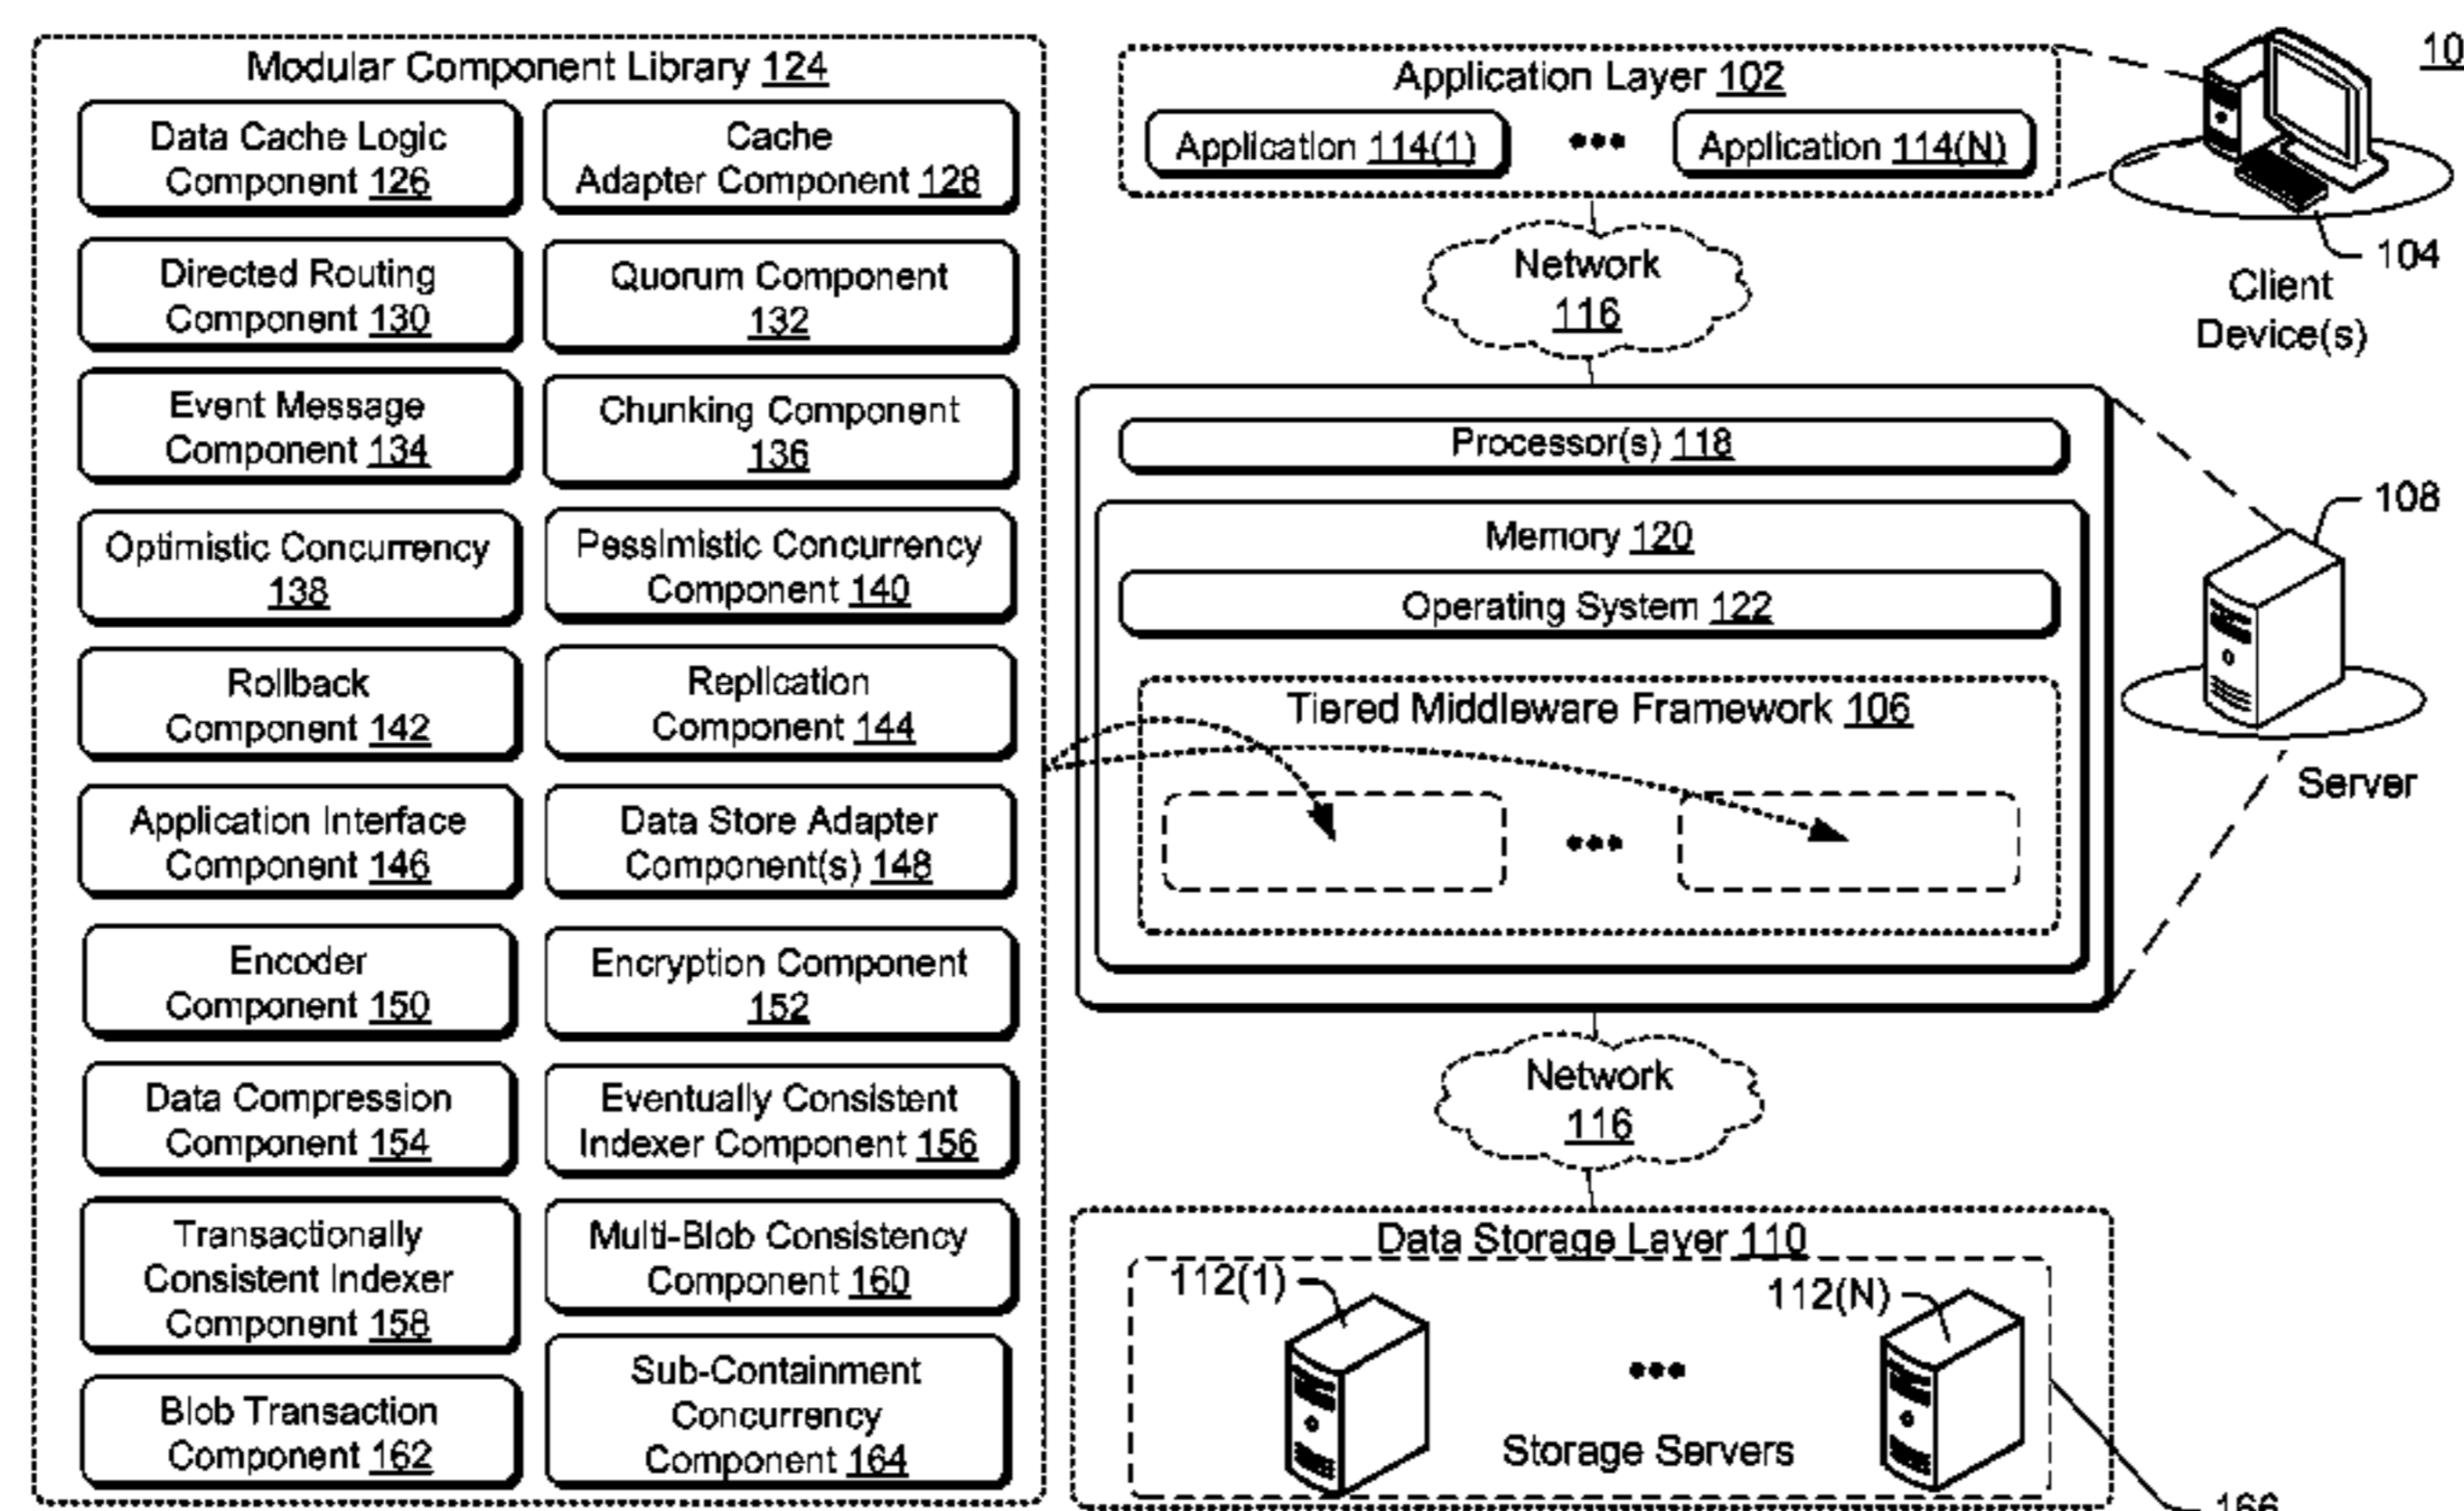 Modular Component Library 124
Data Cache Logic
Component 126
Cache
Adapter Component 128
Directed Routing
Component 130
Quorum Component
132
Event Message
Component 134
Chunking Component
136
Optimistic Concurrency
138
Pessimistic Concurrency
Component 140
Rollback
Component 142
Replication
Component 144
Application Interface
Component 146
Data Store Adapter
Component(s) 148
Encoder
Component 150
Encryption Component
152
Data Compression
Component 154
Eventually Consistent
Indexer Component 156
Transactionally
Consistent Indexer
Component 158
Multi-Blob Consistency
Component 160
Blob Transaction
Component 162
Sub-Containment
Concurrency
Component 164
Application Layer 102
Application 114(1)
•••
Application 114(N)
Network
116
104
Client
Device(s)
Processor(s) 118
Memory 120
Operating System 122
Tiered Middleware Framework 106
•••
108
Server
Network
116
Data Storage Layer 110
112(1)
112(N)
•••
Storage Servers
166